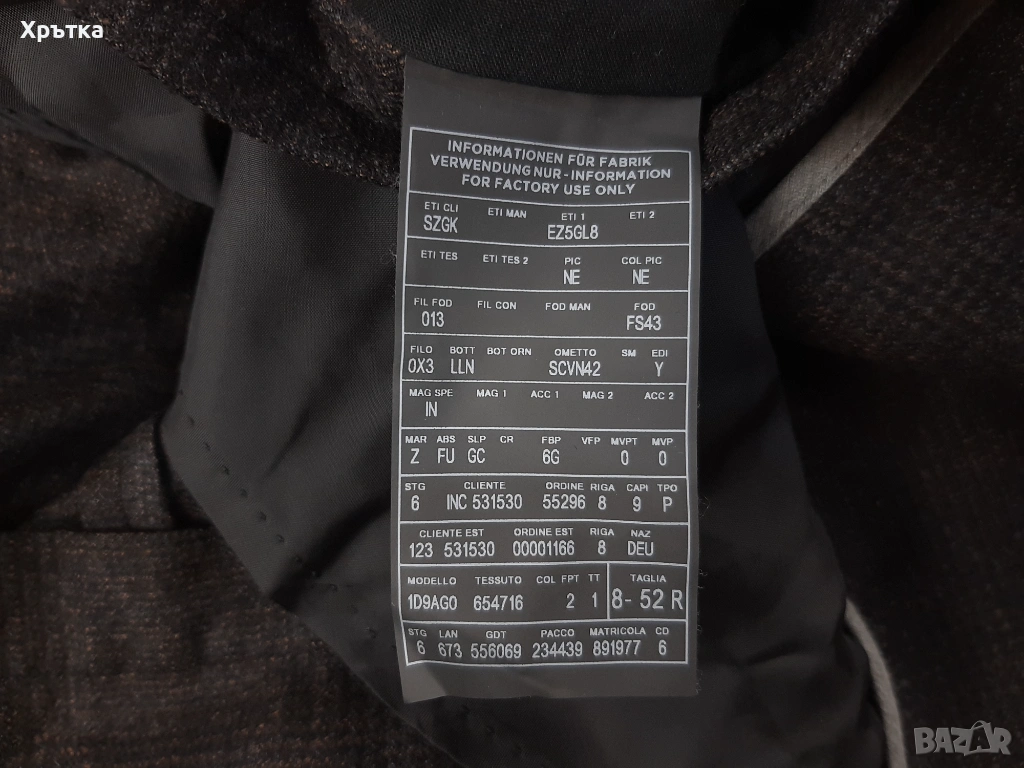 Хрътка
INFORMATIONEN FÜR FABRIK
VERWENDUNG NUR - INFORMATION
FOR FACTORY USE ONLY
ETI CLI ETI MAN ETI 1 ETI 2
SZGK EZ5GL8
ETI TES ETI TES 2 PIC COL PIC
NE NE
FIL FOD FIL CON FOD MAN FOD
013 FS43
FILO BOTT BOT ORN OMETTO SM EDI
0X3 LLN SCVN42 Y
MAG SPE MAG 1 ACC 1 MAG 2 ACC 2
IN
MAR ABS SLP CR FBP VFP MVPT MVP
Z FU GC 6G 0 0
STG CLIENTE ORDINE RIGA CAPI TPO
6 INC 531530 55296 8 9 P
CLIENTE EST ORDINE EST RIGA NAZ
123 531530 00001166 8 DEU
MODELLO TESSUTO COL FPT TT TAGLIA
1D9AG0 654716 2 1 8- 52 R
STG LAN GDT PACCO MATRICOLA CD
6 673 556069 234439 891977 6
BAZAR